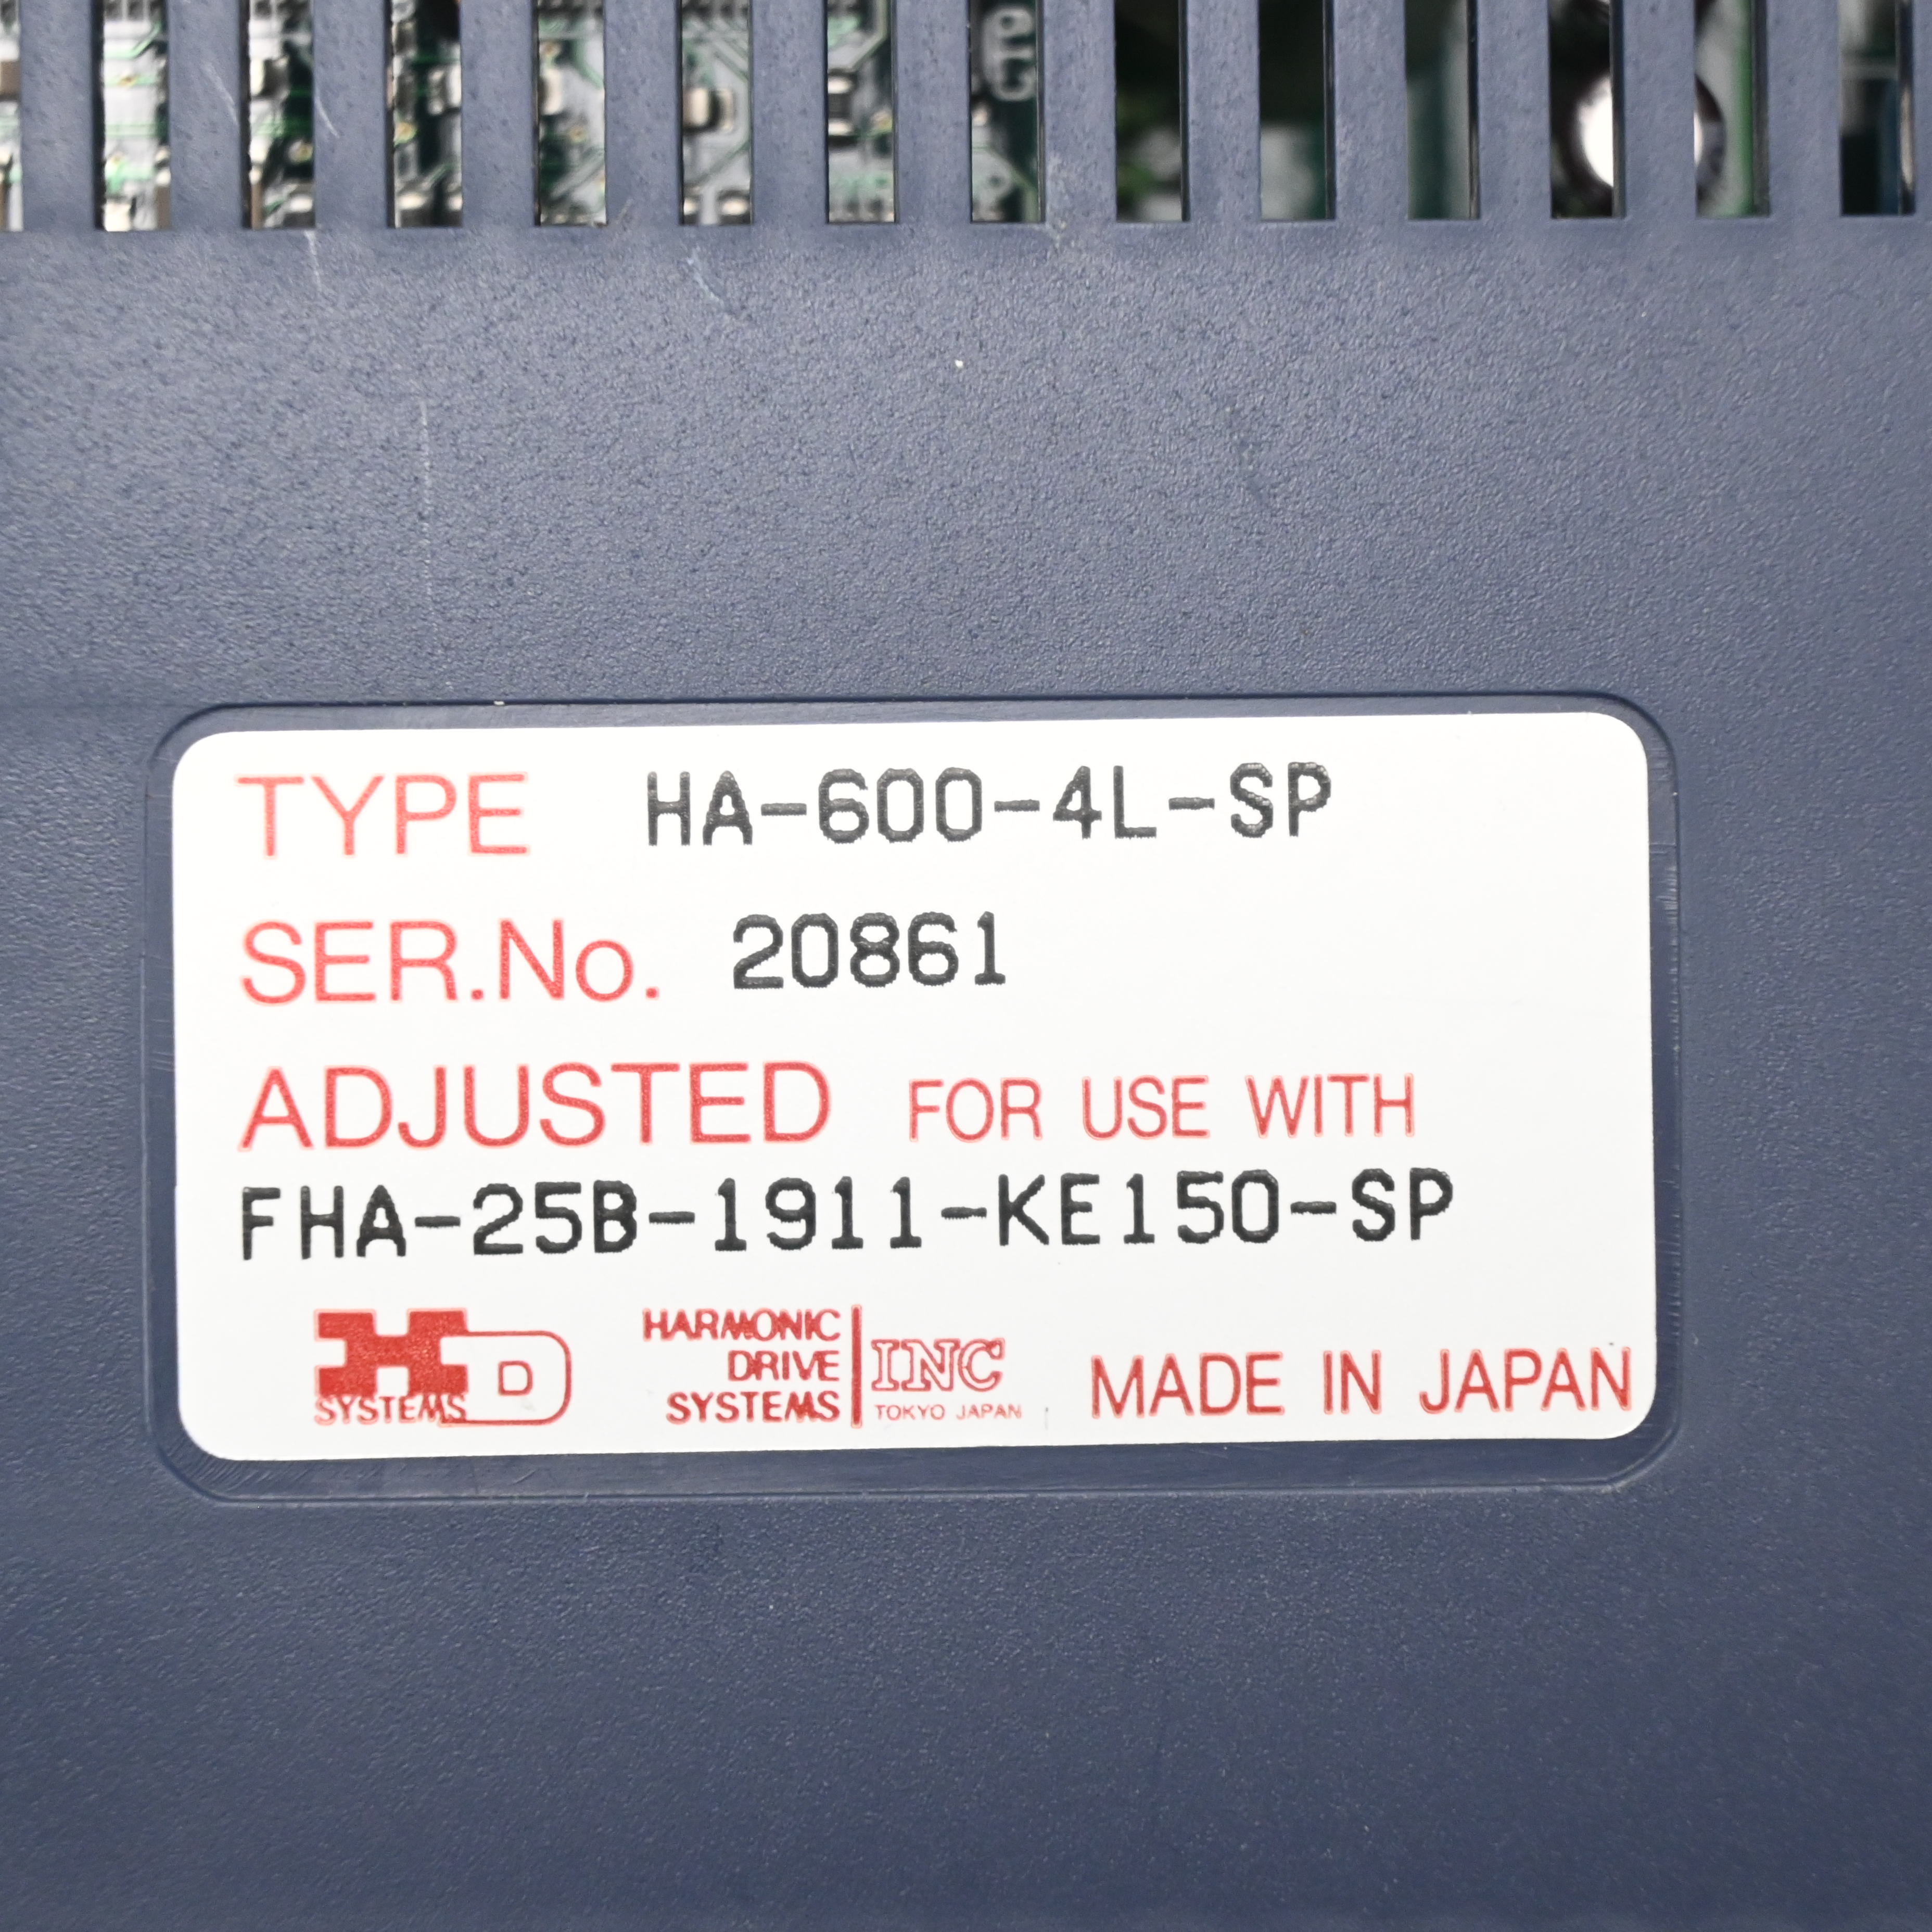 TYPE HA-600-4L-SP
SER.No. 20861
ADJUSTED FOR USE WITH
FHA-25B-1911-KE150-SP
H D
SYSTEMS
HARMONIC
DRIVE
SYSTEMS
INC
TOKYO JAPAN
MADE IN JAPAN